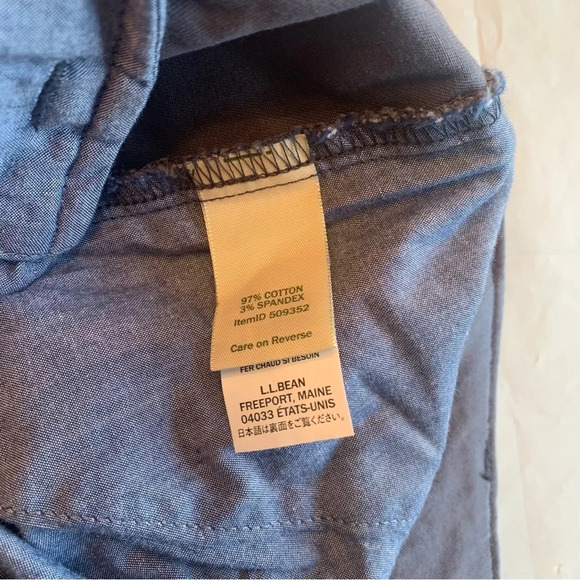 97% COTTON
3% SPANDEX
ItemID 509352
Care on Reverse
FER CHAUD SI BESOIN
L.L.BEAN
FREEPORT, MAINE
04033 ÉTATS-UNIS
日本語は裏面をご覧ください。